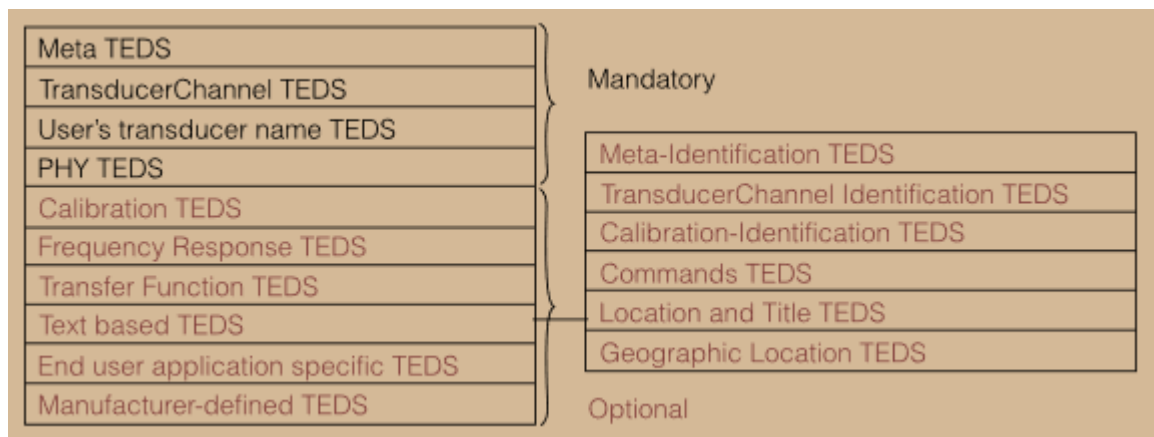 Meta TEDS
TransducerChannel TEDS
User's transducer name TEDS
PHY TEDS
Calibration TEDS
Frequency Response TEDS
Transfer Function TEDS
Text based TEDS
End user application specific TEDS
Manufacturer-defined TEDS
Mandatory
Meta-Identification TEDS
TransducerChannel Identification TEDS
Calibration-Identification TEDS
Commands TEDS
Location and Title TEDS
Geographic Location TEDS
Optional